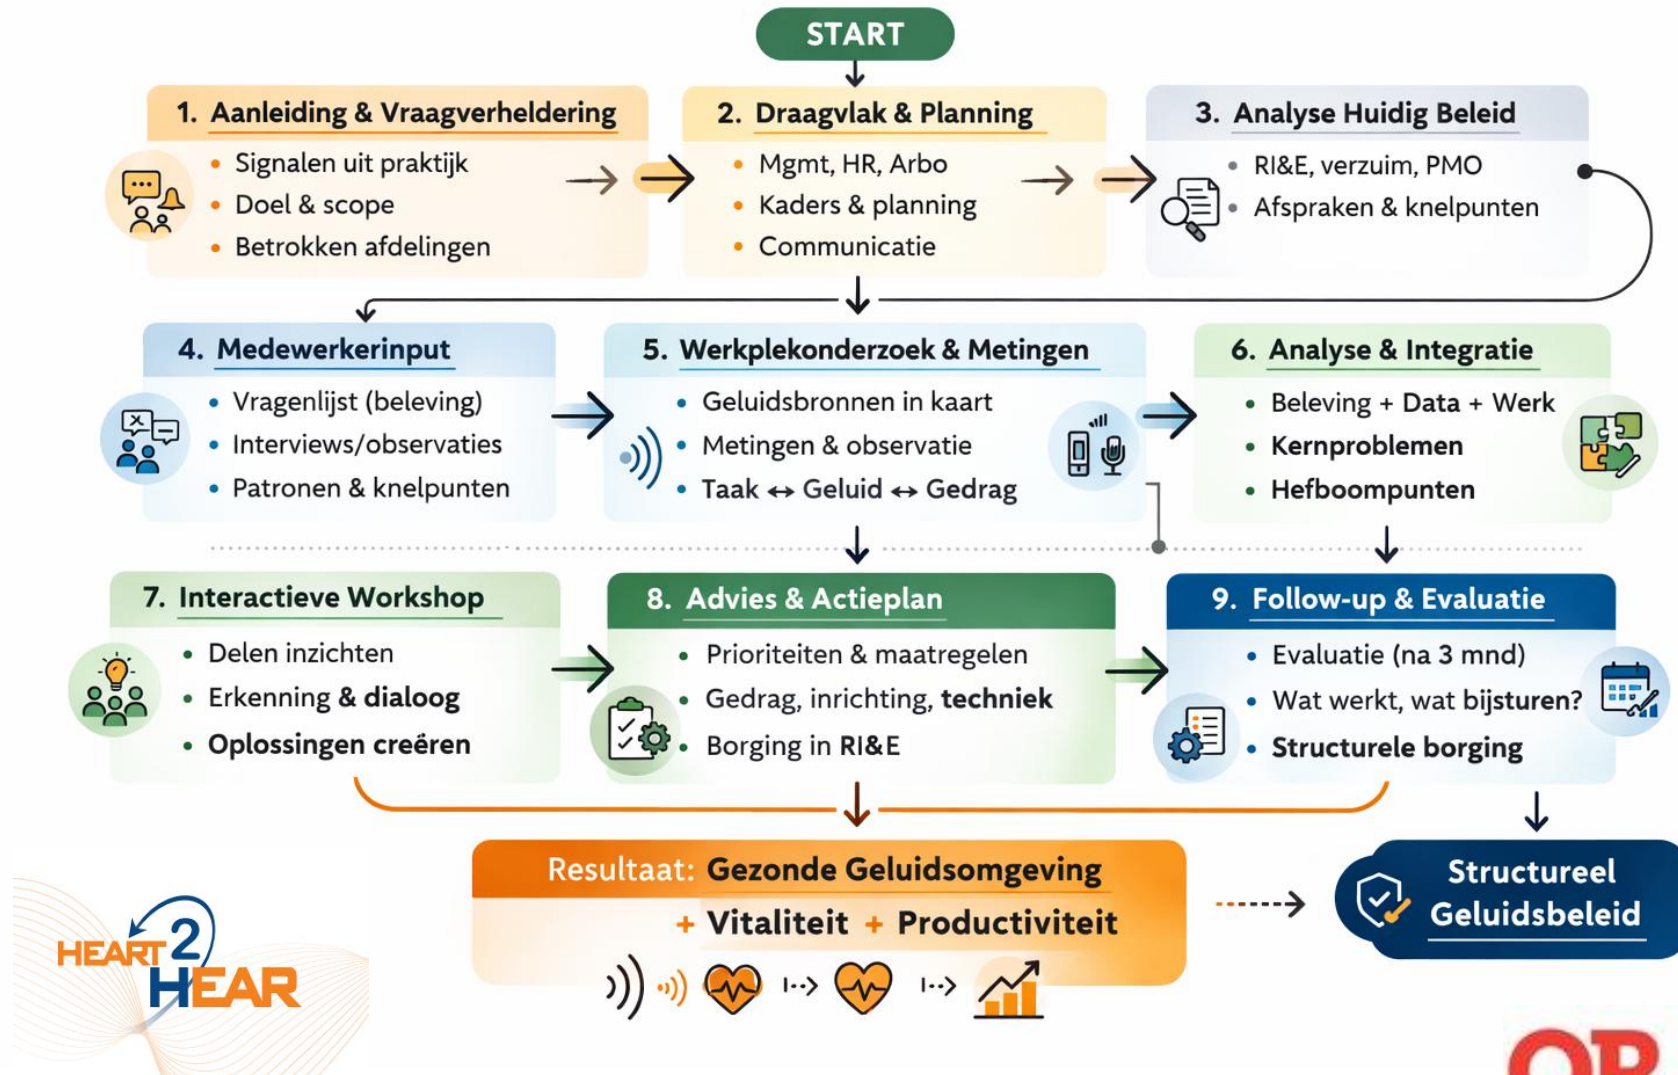 START
1. Aanleiding & Vraagverheldering
• Signalen uit praktijk
• Doel & scope
• Betrokken afdelingen
2. Draagvlak & Planning
• Mgmt, HR, Arbo
• Kaders & planning
• Communicatie
3. Analyse Huidig Beleid
• RI&E, verzuim, PMO
• Afspraken & knelpunten
4. Medewerkerinput
• Vragenlijst (beleving)
• Interviews/observaties
• Patronen & knelpunten
5. Werkplekonderzoek & Metingen
• Geluidsbronnen in kaart
• Metingen & observatie
• Taak ↔ Geluid ↔ Gedrag
6. Analyse & Integratie
• Beleving + Data + Werk
• Kernproblemen
• Hefboompunten
7. Interactieve Workshop
• Delen inzichten
• Erkenning & dialoog
• Oplossingen creëren
8. Advies & Actieplan
• Prioriteiten & maatregelen
• Gedrag, inrichting, techniek
• Borging in RI&E
9. Follow-up & Evaluatie
• Evaluatie (na 3 mnd)
• Wat werkt, wat bijsturen?
• Structurele borging
Resultaat: Gezonde Geluidsomgeving
+ Vitaliteit + Productiviteit
Structureel
Geluidsbeleid
HEART 2
HEAR